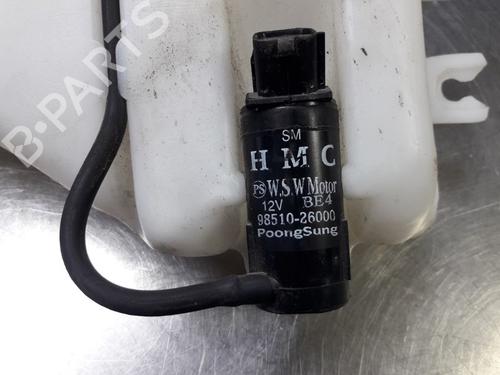 SM
H M C
PS W.S.W Motor
12V BE4
98510-26000
PoongSung
B-PARTS